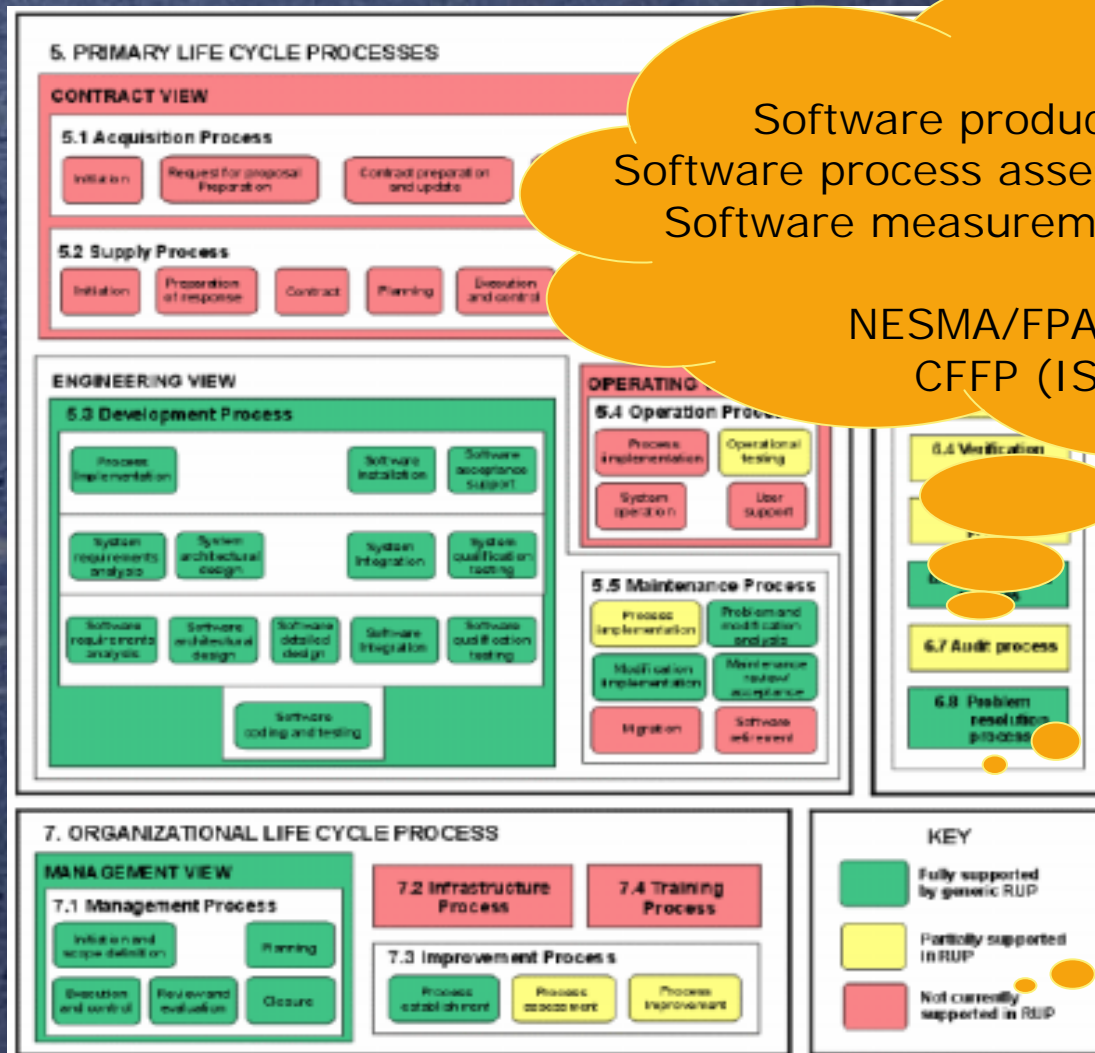 5. PRIMARY LIFE CYCLE PROCESSES
CONTRACT VIEW
5.1 Acquisition Process
Initiation
Request for proposal
Preparation
Contract preparation
and update
5.2 Supply Process
Initiation
Preparation
of response
Contract
Planning
Execution
and control
Software produc
Software process asse
Software measurem
NESMA/FPA
CFFP (IS
ENGINEERING VIEW
5.3 Development Process
Process
implementation
Software
installation
Software
acceptance
support
System
requirements
analysis
System
architectural
design
System
integration
System
qualification
testing
Software
requirements
analysis
Software
architectural
design
Software
detailed
design
Software
Integration
Software
qualification
testing
Software
coding and testing
OPERATING
5.4 Operation
Process
implementation
Operational
testing
System
operation
User
support
5.5 Maintenance Process
Process
implementation
Problem and
modification
analysis
Modification
implementation
Maintenance
review/
acceptance
Migration
Software
retirement
6.4 Verification
6.7 Audit process
6.8 Problem
resolution
process
7. ORGANIZATIONAL LIFE CYCLE PROCESS
MANAGEMENT VIEW
7.1 Management Process
Initiation and
scope definition
Planning
Execution
and control
Review and
evaluation
Closure
7.2 Infrastructure
Process
7.4 Training
Process
7.3 Improvement Process
Process
establishment
Process
assessment
Process
improvement
KEY
Fully supported
by generic RUP
Partially supported
in RUP
Not currently
supported in RUP